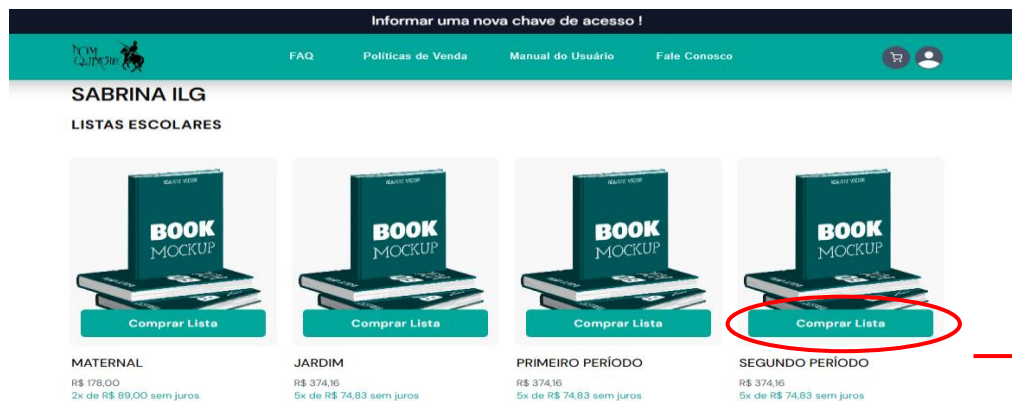 Informar uma nova chave de acesso !
DOM QUIXOTE FAQ Políticas de Venda Manual do Usuário Fale Conosco
SABRINA ILG
LISTAS ESCOLARES
BOOK BOOK BOOK BOOK
MOCKUP MOCKUP MOCKUP MOCKUP
Comprar Lista Comprar Lista Comprar Lista Comprar Lista
MATERNAL JARDIM PRIMEIRO PERÍODO SEGUNDO PERÍODO
R$ 178,00 R$ 374,16 R$ 374,16 R$ 374,16
2x de R$ 89,00 sem juros 5x de R$ 74,83 sem juros 5x de R$ 74,83 sem juros 5x de R$ 74,83 sem juros